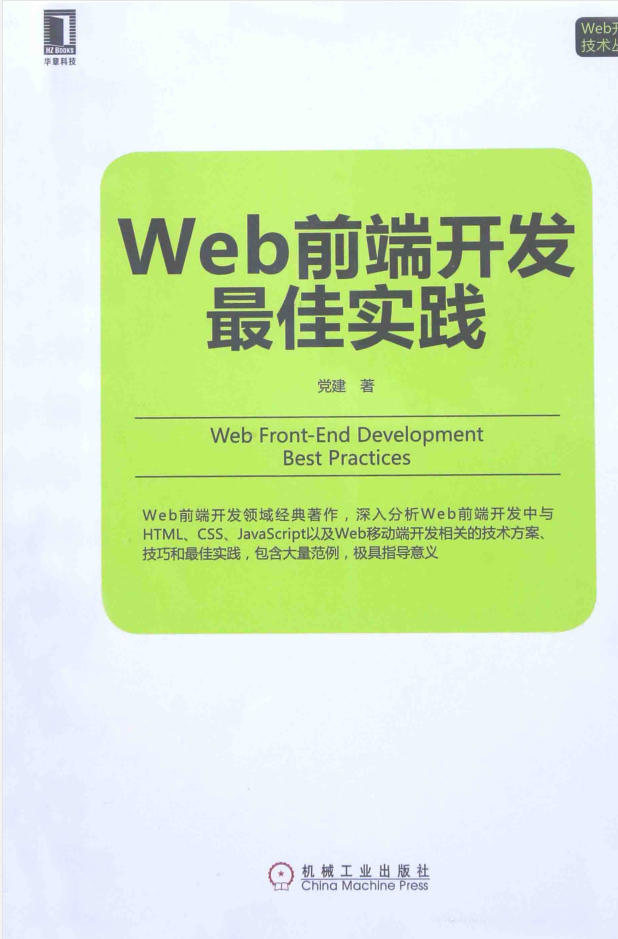 HZ BOOKS
华章科技
Web开
技术丛
Web前端开发
最佳实践
党建 著
Web Front-End Development
Best Practices
Web前端开发领域经典著作，深入分析Web前端开发中与
HTML、CSS、JavaScript以及Web移动端开发相关的技术方案、
技巧和最佳实践，包含大量范例，极具指导意义
机械工业出版社
China Machine Press